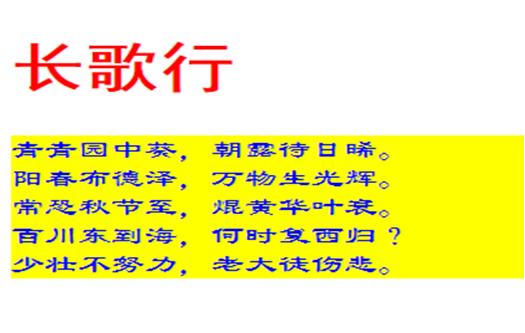 长歌行
青青园中葵，朝露待日晞。
阳春布德泽，万物生光辉。
常恐秋节至，焜黄华叶衰。
百川东到海，何时复西归？
少壮不努力，老大徒伤悲。